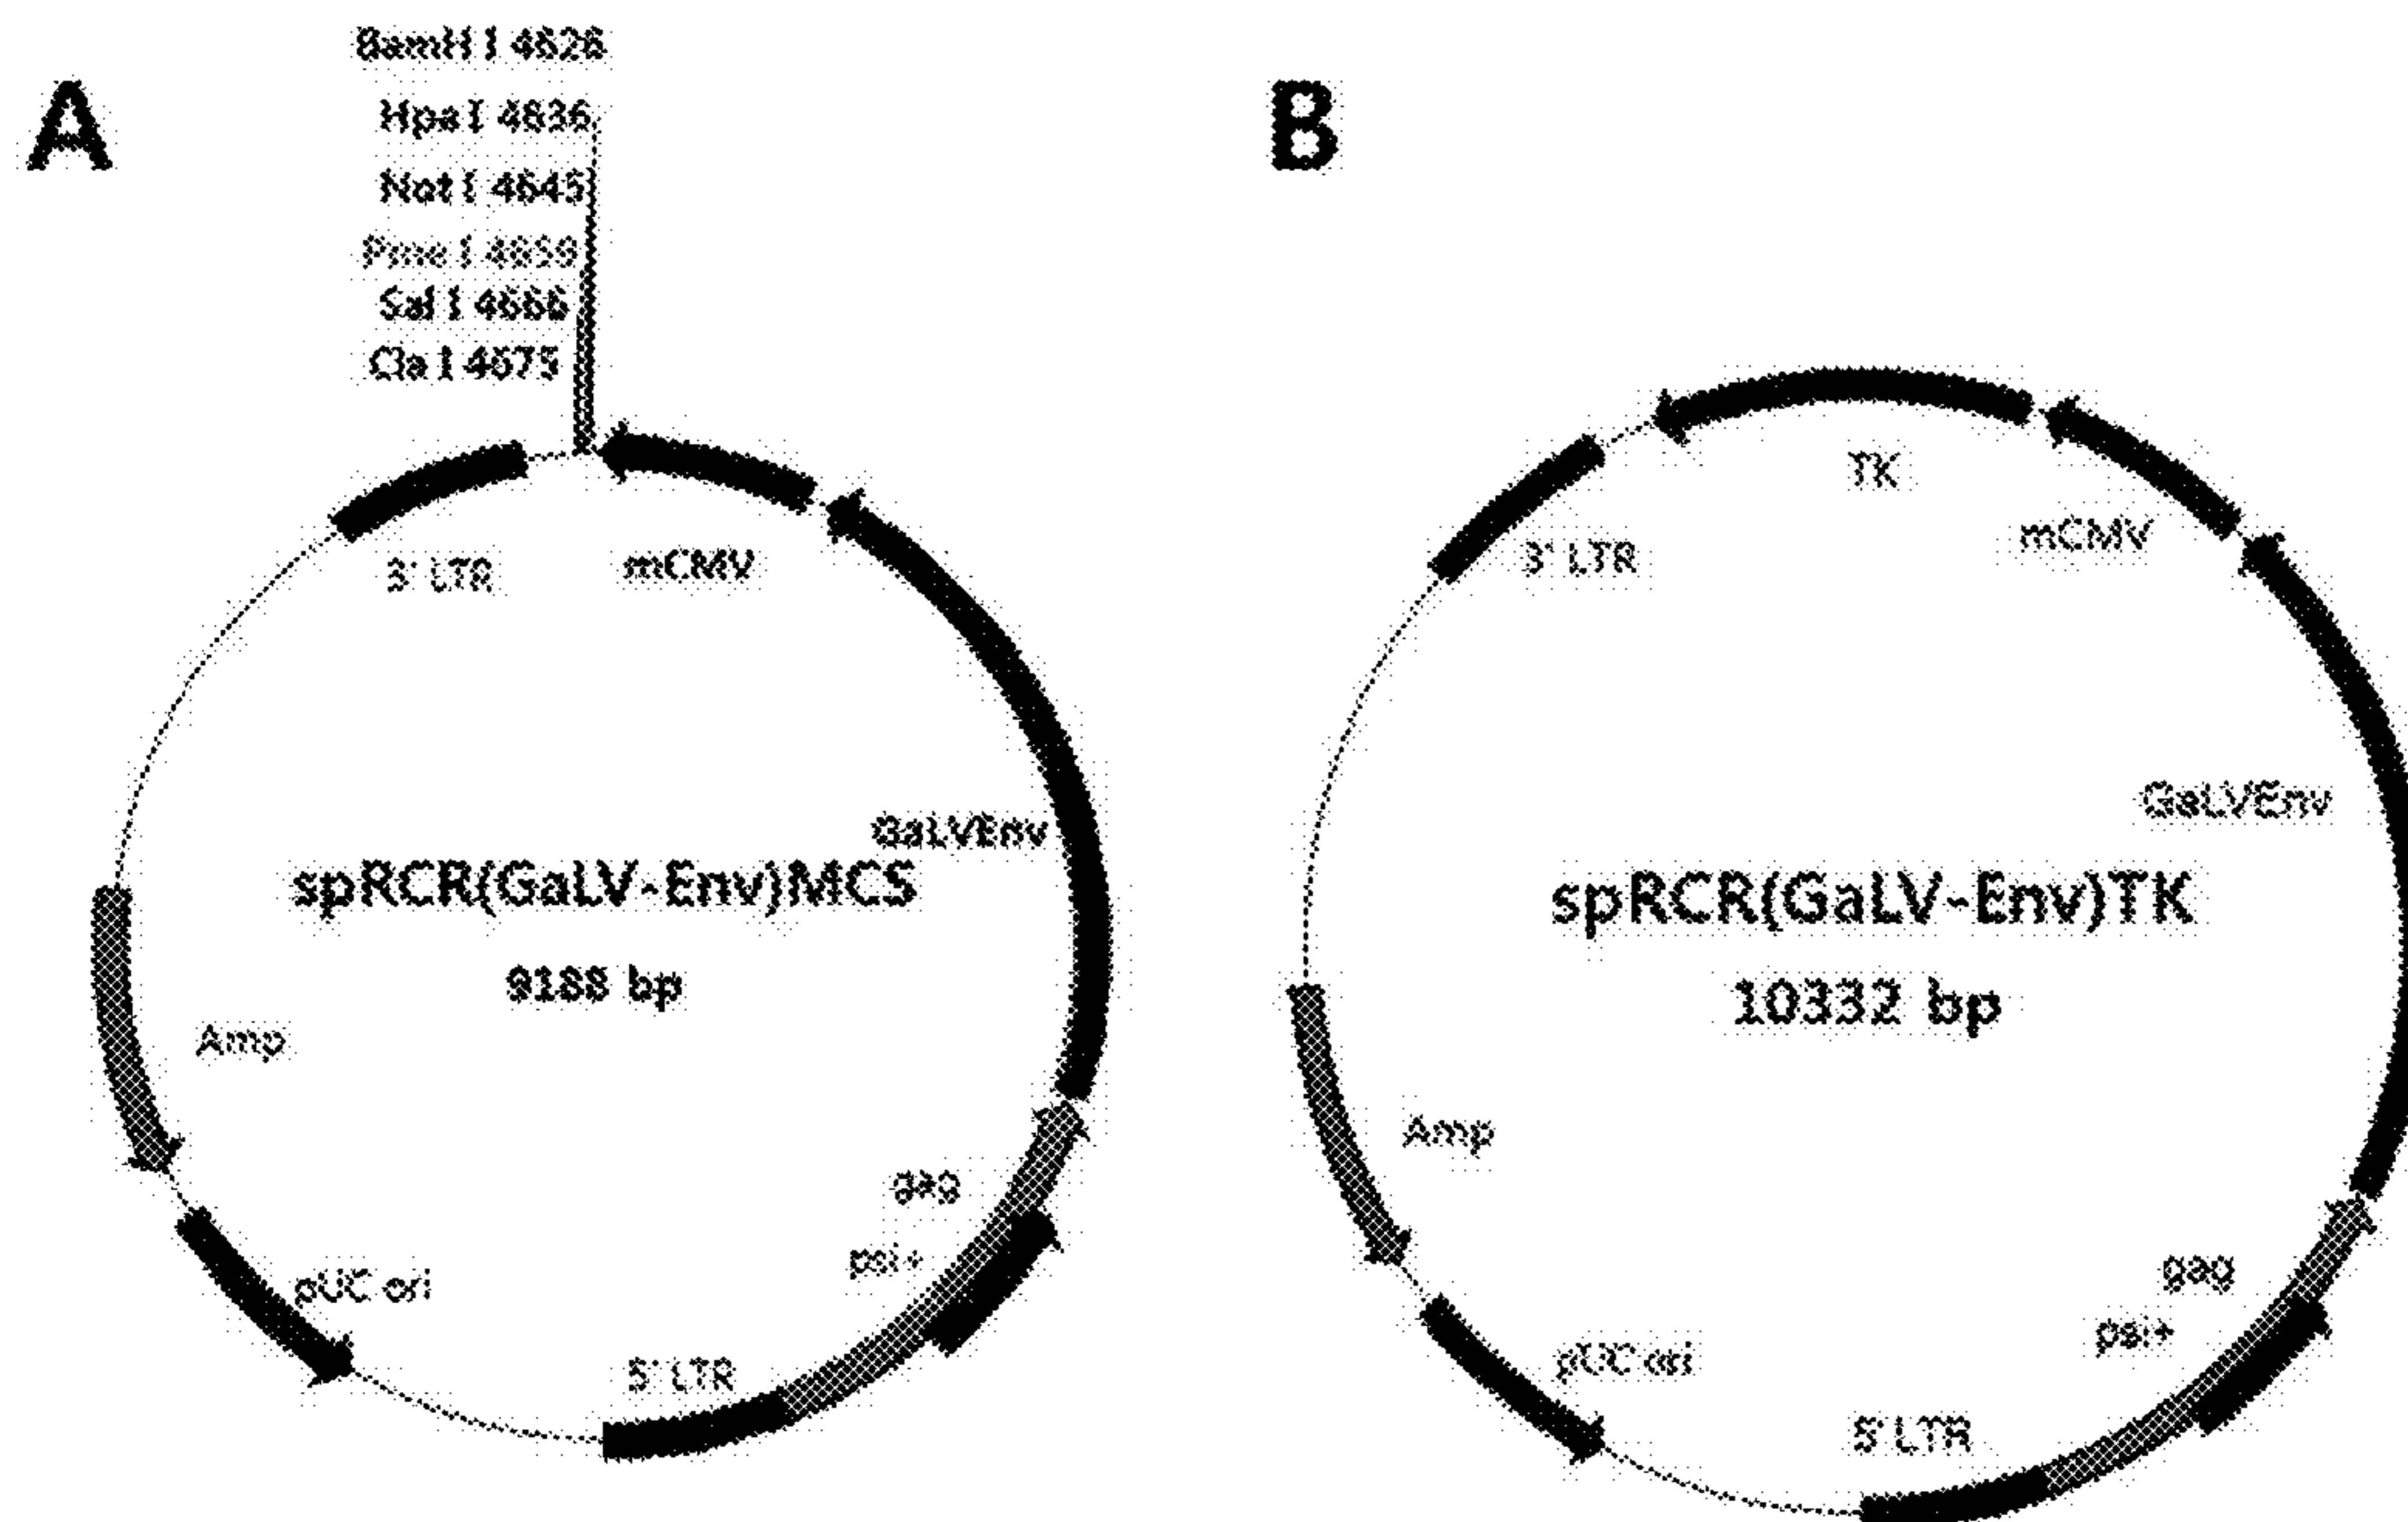 A
BamH I 4628
Hpa I 4636
Not I 4645
Pme I 4659
Sal I 4666
Cla I 4675
3' LTR
mCMV
GaLVEnv
spRCR(GaLV-Env)MCS
9188 bp
Amp
gag
psi+
pUC ori
5' LTR
B
TK
mCMV
3' LTR
GaLVEnv
spRCR(GaLV-Env)TK
10332 bp
Amp
gag
psi+
pUC ori
5' LTR